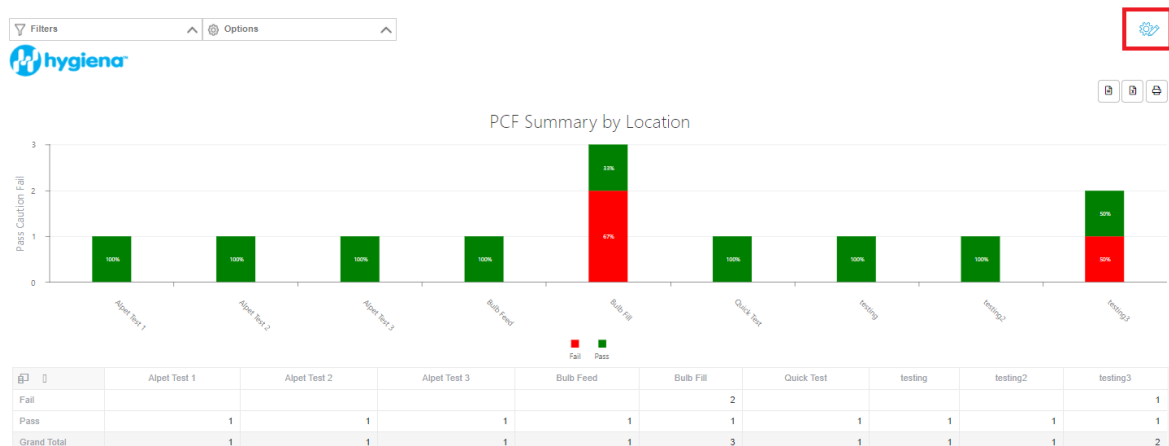 Filters
Options
hygiena
PCF Summary by Location
Pass Caution Fail
3
2
1
0
33%
67%
100%
100%
100%
100%
100%
100%
100%
50%
50%
Alpet Test 1
Alpet Test 2
Alpet Test 3
Bulb Feed
Bulb Fill
Quick Test
testing
testing2
testing3
Fail Pass
Alpet Test 1 Alpet Test 2 Alpet Test 3 Bulb Feed Bulb Fill Quick Test testing testing2 testing3
Fail 2 1
Pass 1 1 1 1 1 1 1 1 1
Grand Total 1 1 1 1 3 1 1 1 2